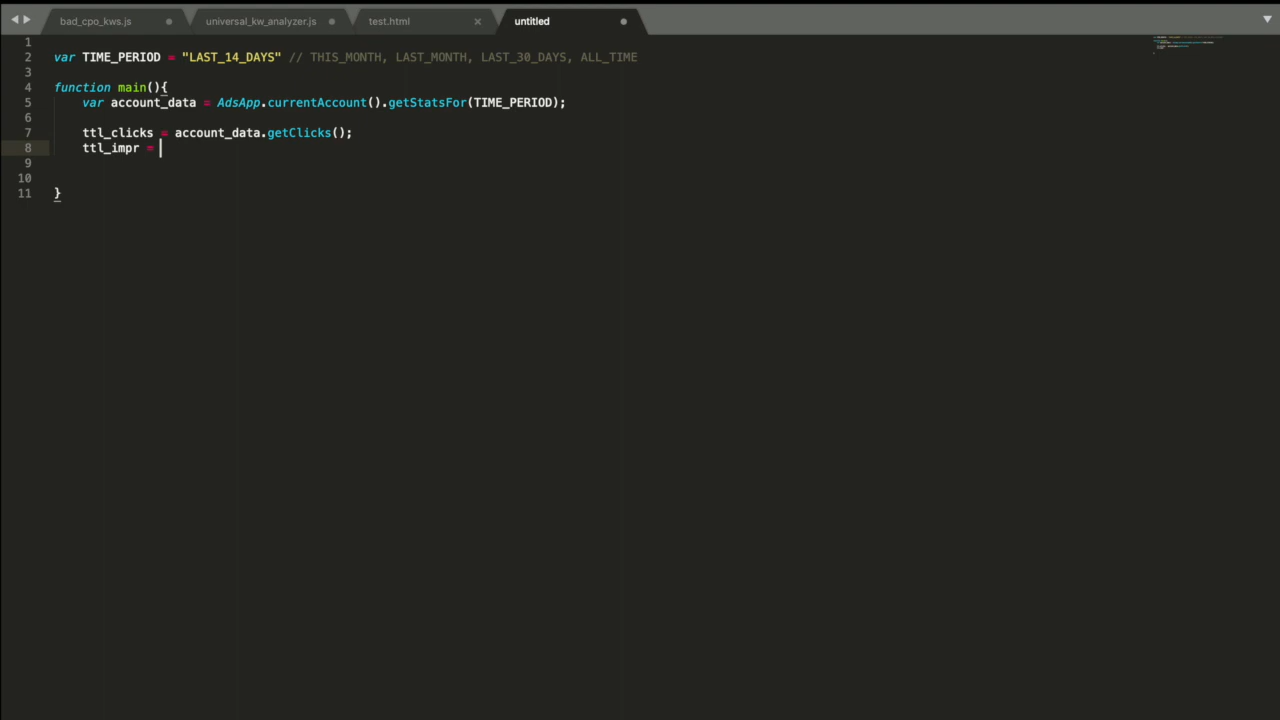 bad_cpo_kws.js
universal_kw_analyzer.js
test.html
untitled
1
2 var TIME_PERIOD = "LAST_14_DAYS" // THIS_MONTH, LAST_MONTH, LAST_30_DAYS, ALL_TIME
3
4 function main(){
5 var account_data = AdsApp.currentAccount().getStatsFor(TIME_PERIOD);
6
7 ttl_clicks = account_data.getClicks();
8 ttl_impr =
9
10
11 }